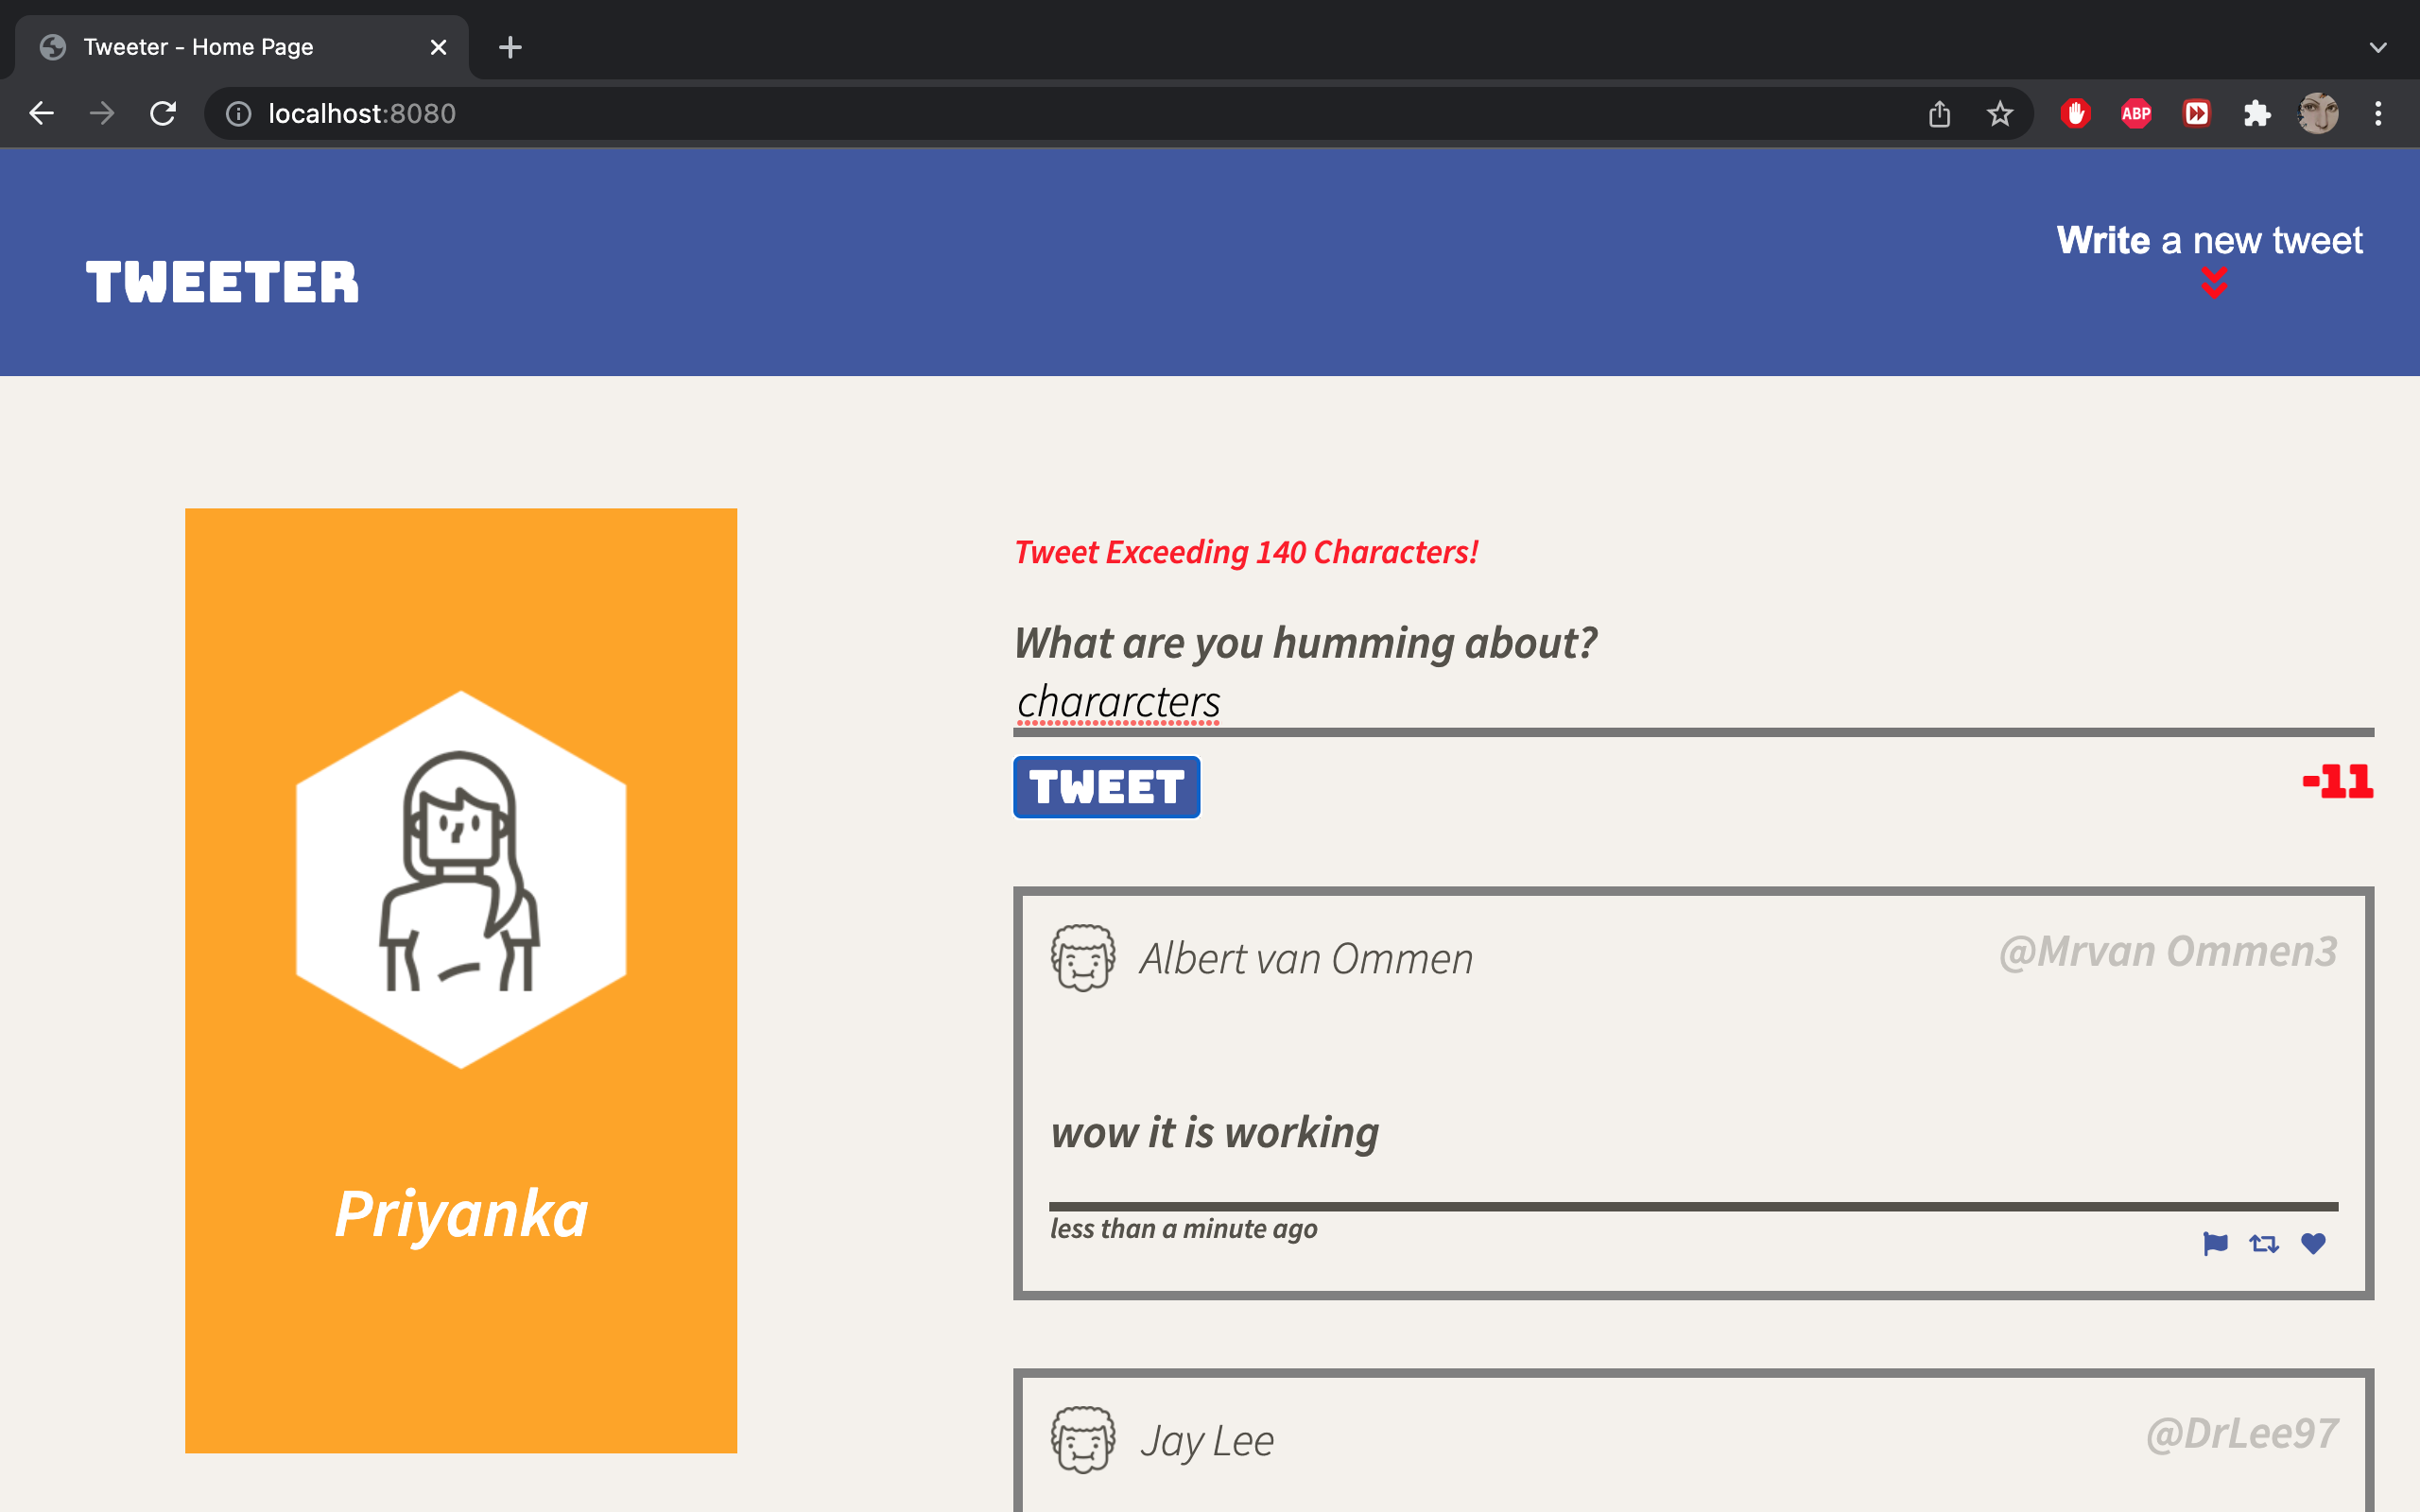 Tweeter - Home Page
localhost:8080
ABP
TWEETER
Write a new tweet
Priyanka
Tweet Exceeding 140 Characters!
What are you humming about?
chararcters
TWEET
-11
Albert van Ommen
@Mrvan Ommen3
wow it is working
less than a minute ago
Jay Lee
@DrLee97